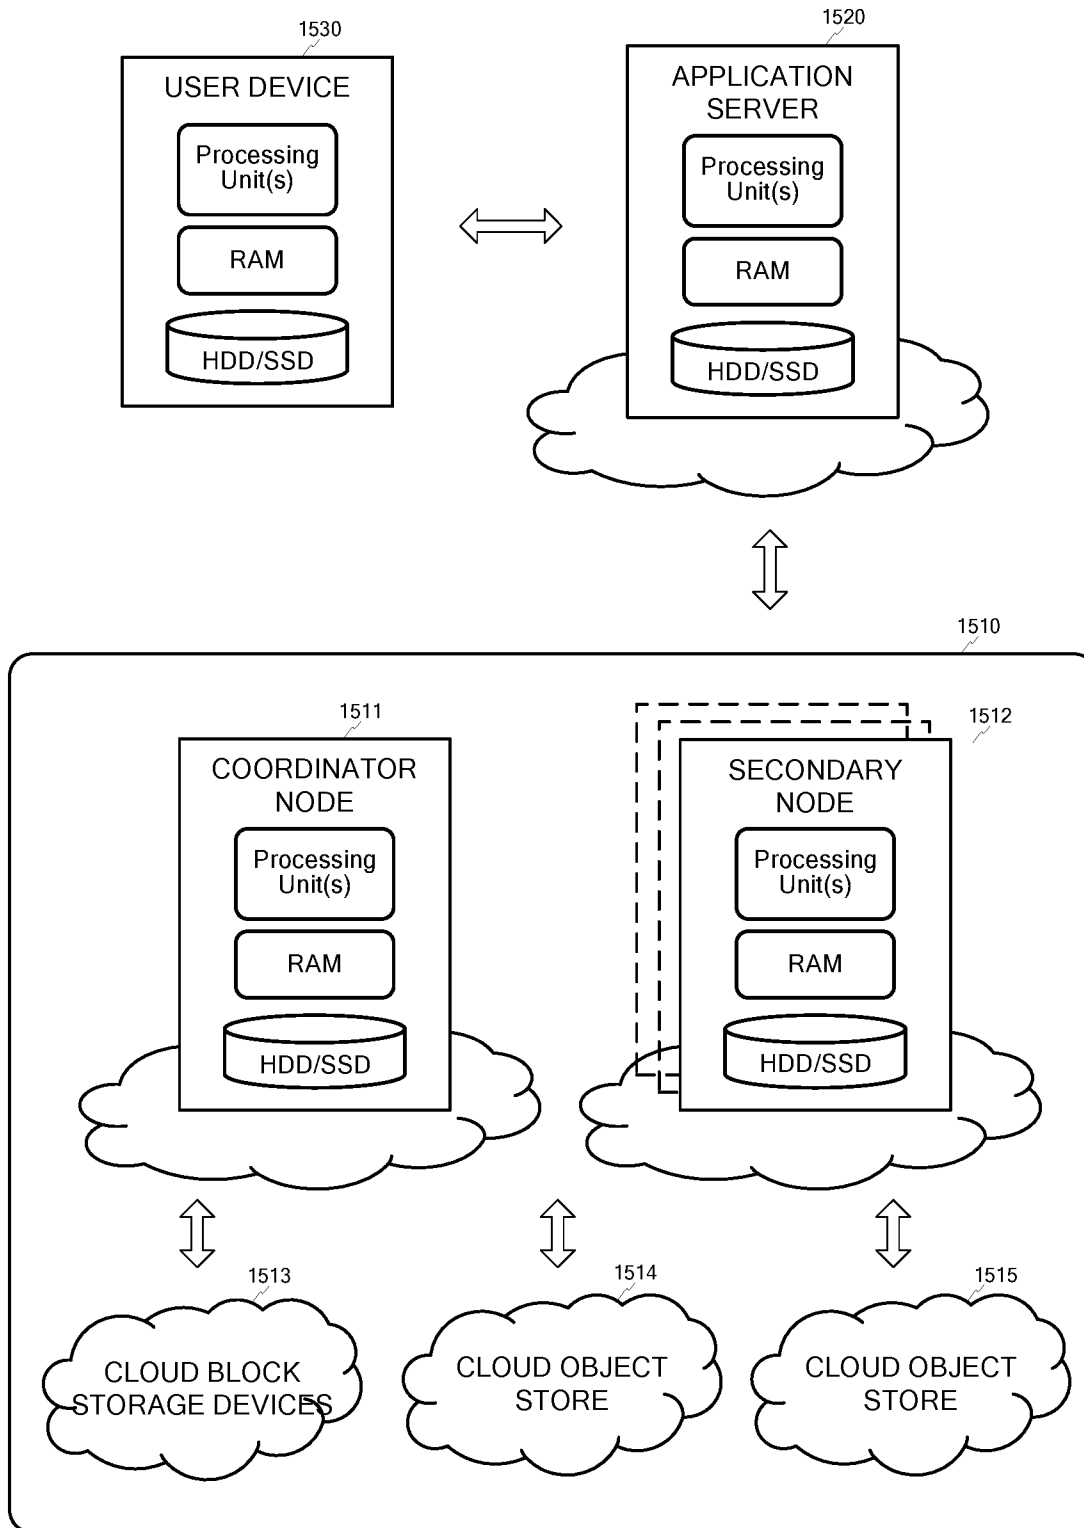 1530
USER DEVICE
Processing
Unit(s)
RAM
HDD/SSD
1520
APPLICATION
SERVER
Processing
Unit(s)
RAM
HDD/SSD
1510
1511
COORDINATOR
NODE
Processing
Unit(s)
RAM
HDD/SSD
1512
SECONDARY
NODE
Processing
Unit(s)
RAM
HDD/SSD
1513
CLOUD BLOCK
STORAGE DEVICES
1514
CLOUD OBJECT
STORE
1515
CLOUD OBJECT
STORE